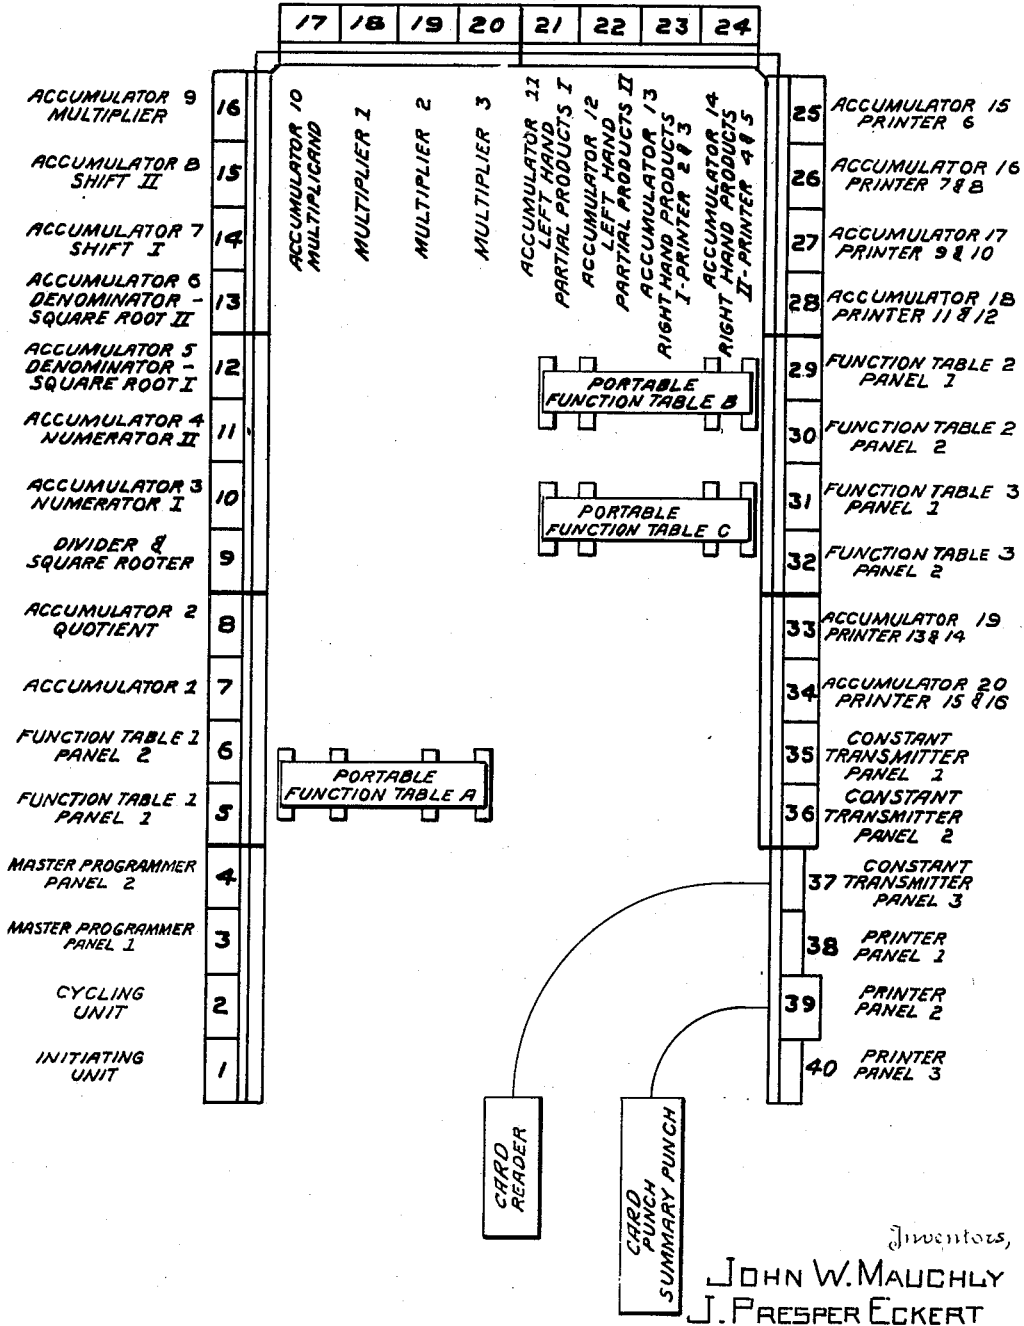 17 18 19 20 21 22 23 24
ACCUMULATOR 9
MULTIPLIER
16
ACCUMULATOR 8
SHIFT II
15
ACCUMULATOR 7
SHIFT I
14
ACCUMULATOR 6
DENOMINATOR -
SQUARE ROOT II
13
ACCUMULATOR 5
DENOMINATOR -
SQUARE ROOT I
12
ACCUMULATOR 4
NUMERATOR II
11
ACCUMULATOR 3
NUMERATOR I
10
DIVIDER &
SQUARE ROOTER
9
ACCUMULATOR 2
QUOTIENT
8
ACCUMULATOR 1
7
FUNCTION TABLE 1
PANEL 2
6
FUNCTION TABLE 1
PANEL 1
5
MASTER PROGRAMMER
PANEL 2
4
MASTER PROGRAMMER
PANEL 1
3
CYCLING
UNIT
2
INITIATING
UNIT
1
ACCUMULATOR 10
MULTIPLICAND
MULTIPLIER 1
MULTIPLIER 2
MULTIPLIER 3
ACCUMULATOR 11
LEFT HAND
PARTIAL PRODUCTS I
ACCUMULATOR 12
LEFT HAND
PARTIAL PRODUCTS II
ACCUMULATOR 13
RIGHT HAND PRODUCTS
I-PRINTER 2 & 3
ACCUMULATOR 14
RIGHT HAND PRODUCTS
II-PRINTER 4 & 5
PORTABLE
FUNCTION TABLE B
PORTABLE
FUNCTION TABLE C
PORTABLE
FUNCTION TABLE A
25
ACCUMULATOR 15
PRINTER 6
26
ACCUMULATOR 16
PRINTER 7 & 8
27
ACCUMULATOR 17
PRINTER 9 & 10
28
ACCUMULATOR 18
PRINTER 11 & 12
29
FUNCTION TABLE 2
PANEL 1
30
FUNCTION TABLE 2
PANEL 2
31
FUNCTION TABLE 3
PANEL 1
32
FUNCTION TABLE 3
PANEL 2
33
ACCUMULATOR 19
PRINTER 13 & 14
34
ACCUMULATOR 20
PRINTER 15 & 16
35
CONSTANT
TRANSMITTER
PANEL 1
36
CONSTANT
TRANSMITTER
PANEL 2
37
CONSTANT
TRANSMITTER
PANEL 3
38
PRINTER
PANEL 1
39
PRINTER
PANEL 2
40
PRINTER
PANEL 3
CARD
READER
CARD
PUNCH
SUMMARY PUNCH
Inventors,
JOHN W. MAUCHLY
J. PRESPER ECKERT